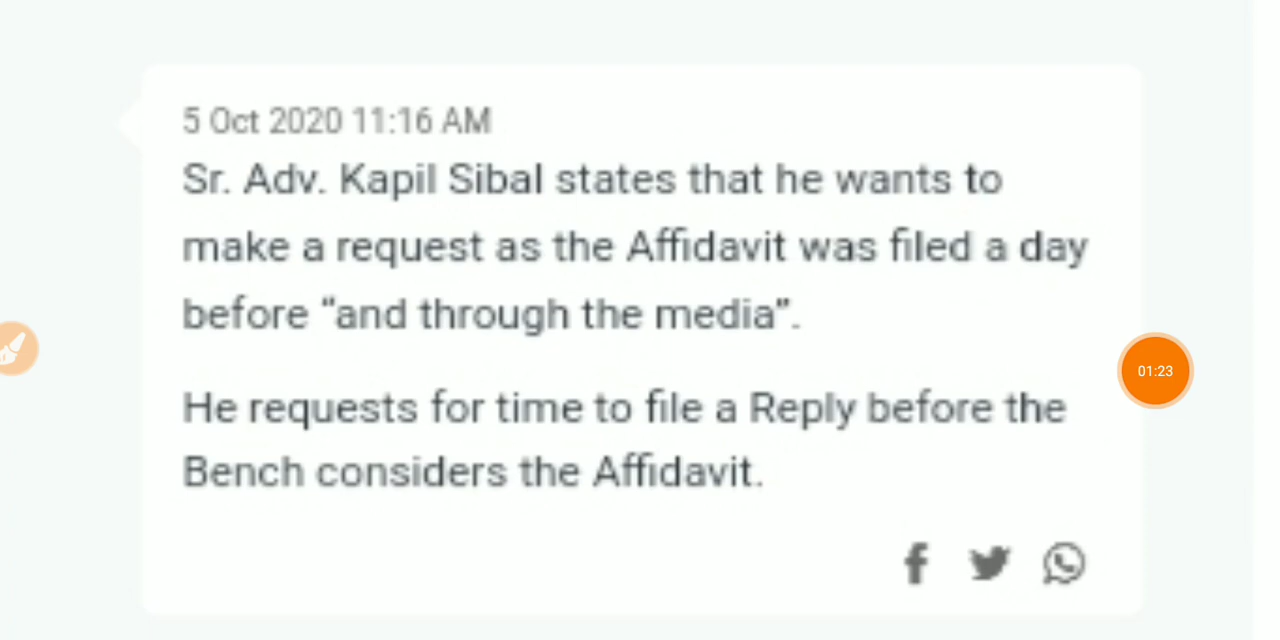 5 Oct 2020 11:16 AM
Sr. Adv. Kapil Sibal states that he wants to
make a request as the Affidavit was filed a day
before "and through the media".
He requests for time to file a Reply before the
Bench considers the Affidavit.
01:23